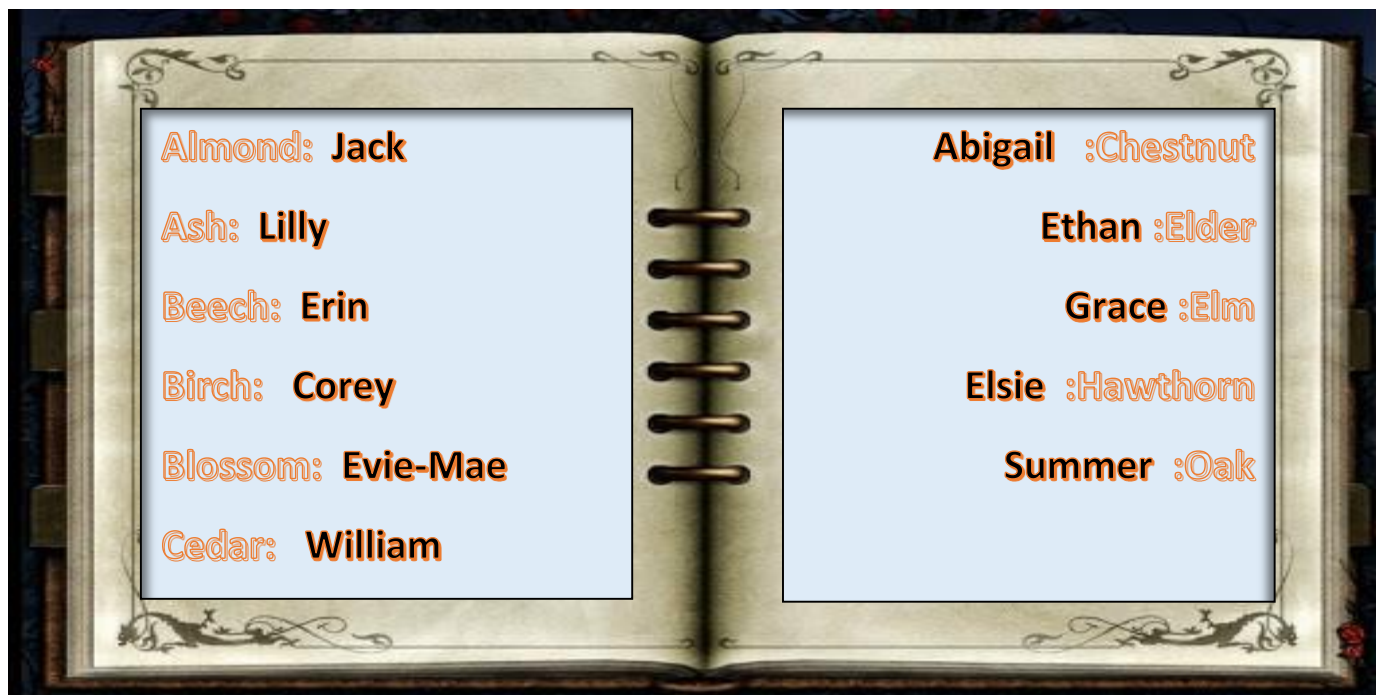 Almond: Jack
Ash: Lilly
Beech: Erin
Birch: Corey
Blossom: Evie-Mae
Cedar: William
Abigail :Chestnut
Ethan :Elder
Grace :Elm
Elsie :Hawthorn
Summer :Oak